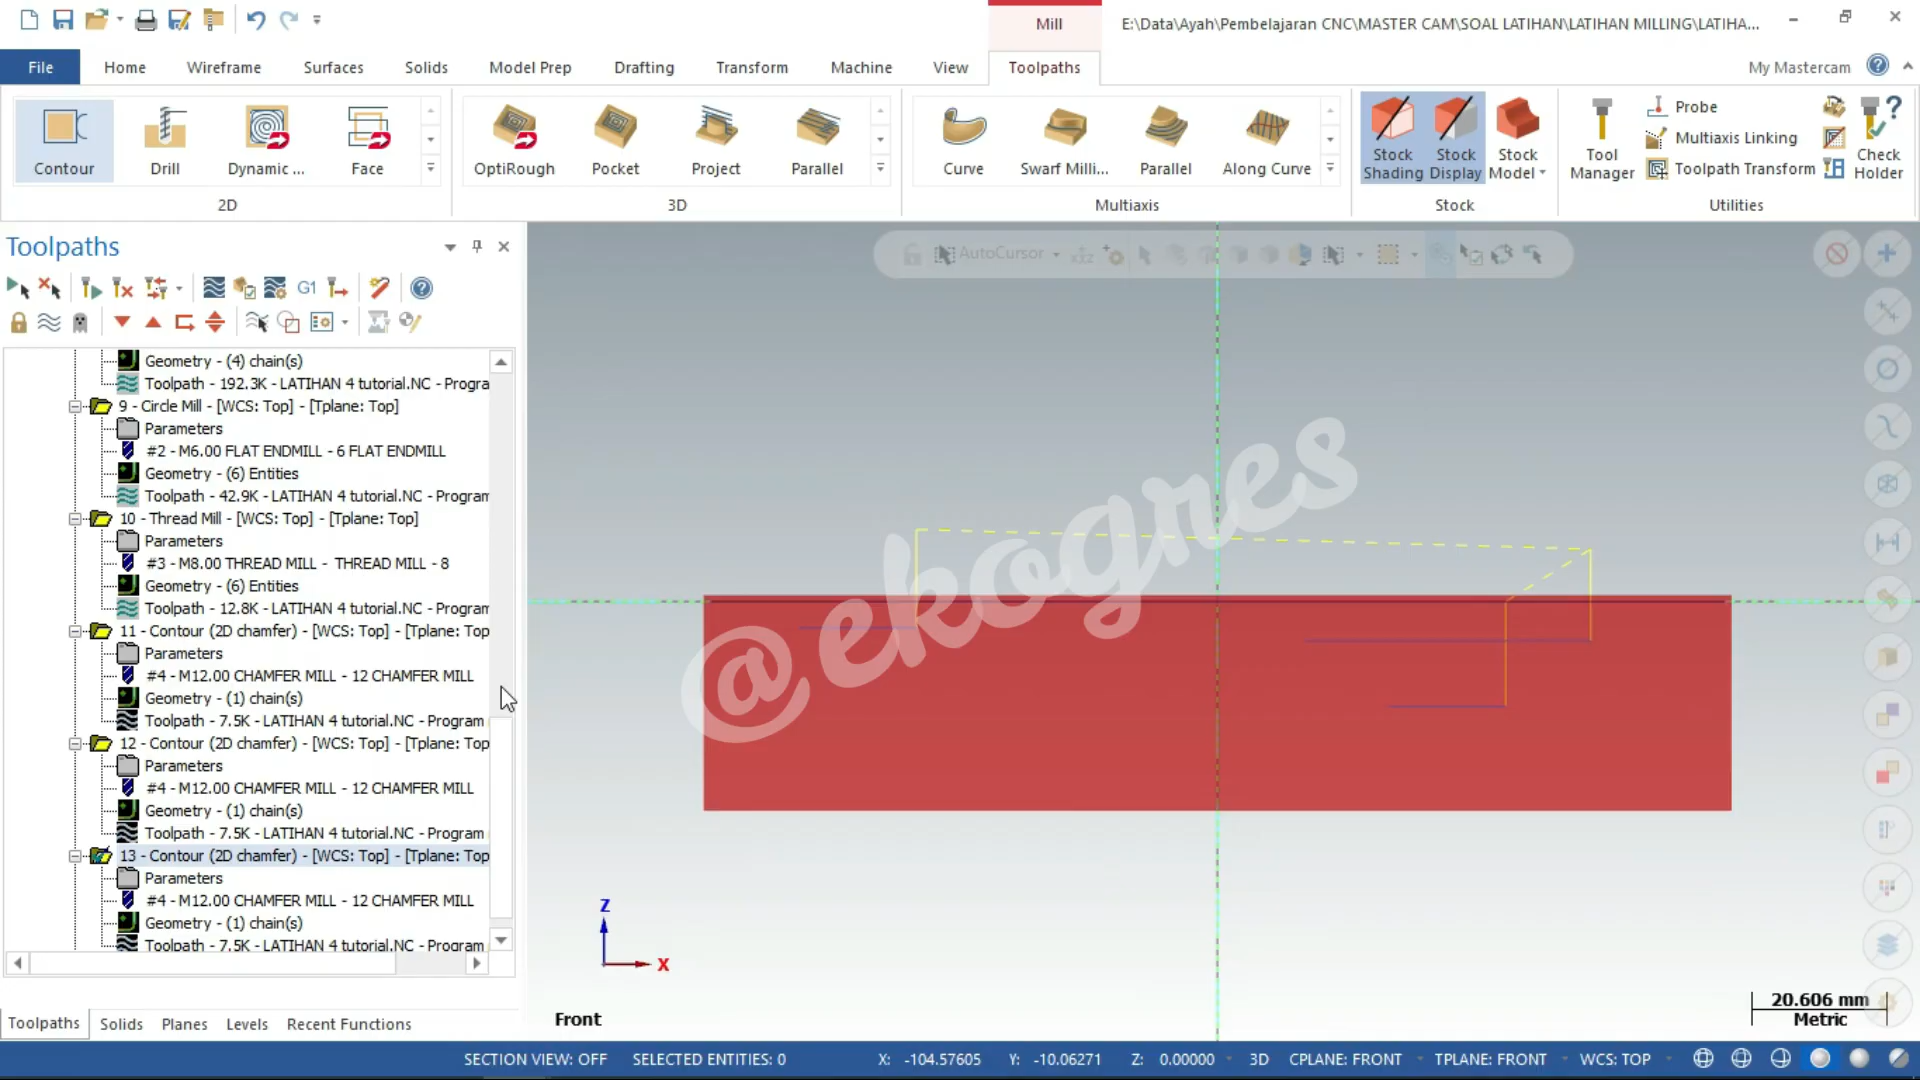 Mill
E:\Data\Ayah\Pembelajaran CNC\MASTER CAM\SOAL LATIHAN\LATIHAN MILLING\LATIHA...
File
Home
Wireframe
Surfaces
Solids
Model Prep
Drafting
Transform
Machine
View
Toolpaths
My Mastercam
Contour
Drill
Dynamic ...
Face
2D
OptiRough
Pocket
Project
Parallel
3D
Curve
Swarf Milli...
Parallel
Along Curve
Multiaxis
Stock Shading
Stock Display
Stock Model
Stock
Tool Manager
Probe
Multiaxis Linking
Toolpath Transform
Check Holder
Utilities
Toolpaths
G1
AutoCursor
Geometry - (4) chain(s)
Toolpath - 192.3K - LATIHAN 4 tutorial.NC - Progra
9 - Circle Mill - [WCS: Top] - [Tplane: Top]
Parameters
#2 - M6.00 FLAT ENDMILL - 6 FLAT ENDMILL
Geometry - (6) Entities
Toolpath - 42.9K - LATIHAN 4 tutorial.NC - Program
10 - Thread Mill - [WCS: Top] - [Tplane: Top]
Parameters
#3 - M8.00 THREAD MILL - THREAD MILL - 8
Geometry - (6) Entities
Toolpath - 12.8K - LATIHAN 4 tutorial.NC - Program
11 - Contour (2D chamfer) - [WCS: Top] - [Tplane: Top
Parameters
#4 - M12.00 CHAMFER MILL - 12 CHAMFER MILL
Geometry - (1) chain(s)
Toolpath - 7.5K - LATIHAN 4 tutorial.NC - Program
12 - Contour (2D chamfer) - [WCS: Top] - [Tplane: Top
Parameters
#4 - M12.00 CHAMFER MILL - 12 CHAMFER MILL
Geometry - (1) chain(s)
Toolpath - 7.5K - LATIHAN 4 tutorial.NC - Program
13 - Contour (2D chamfer) - [WCS: Top] - [Tplane: Top
Parameters
#4 - M12.00 CHAMFER MILL - 12 CHAMFER MILL
Geometry - (1) chain(s)
Toolpath - 7.5K - LATIHAN 4 tutorial.NC - Program
@ekogres
Z
X
Front
20.606 mm
Metric
Toolpaths
Solids
Planes
Levels
Recent Functions
SECTION VIEW: OFF
SELECTED ENTITIES: 0
X: -104.57605
Y: -10.06271
Z: 0.00000
3D
CPLANE: FRONT
TPLANE: FRONT
WCS: TOP